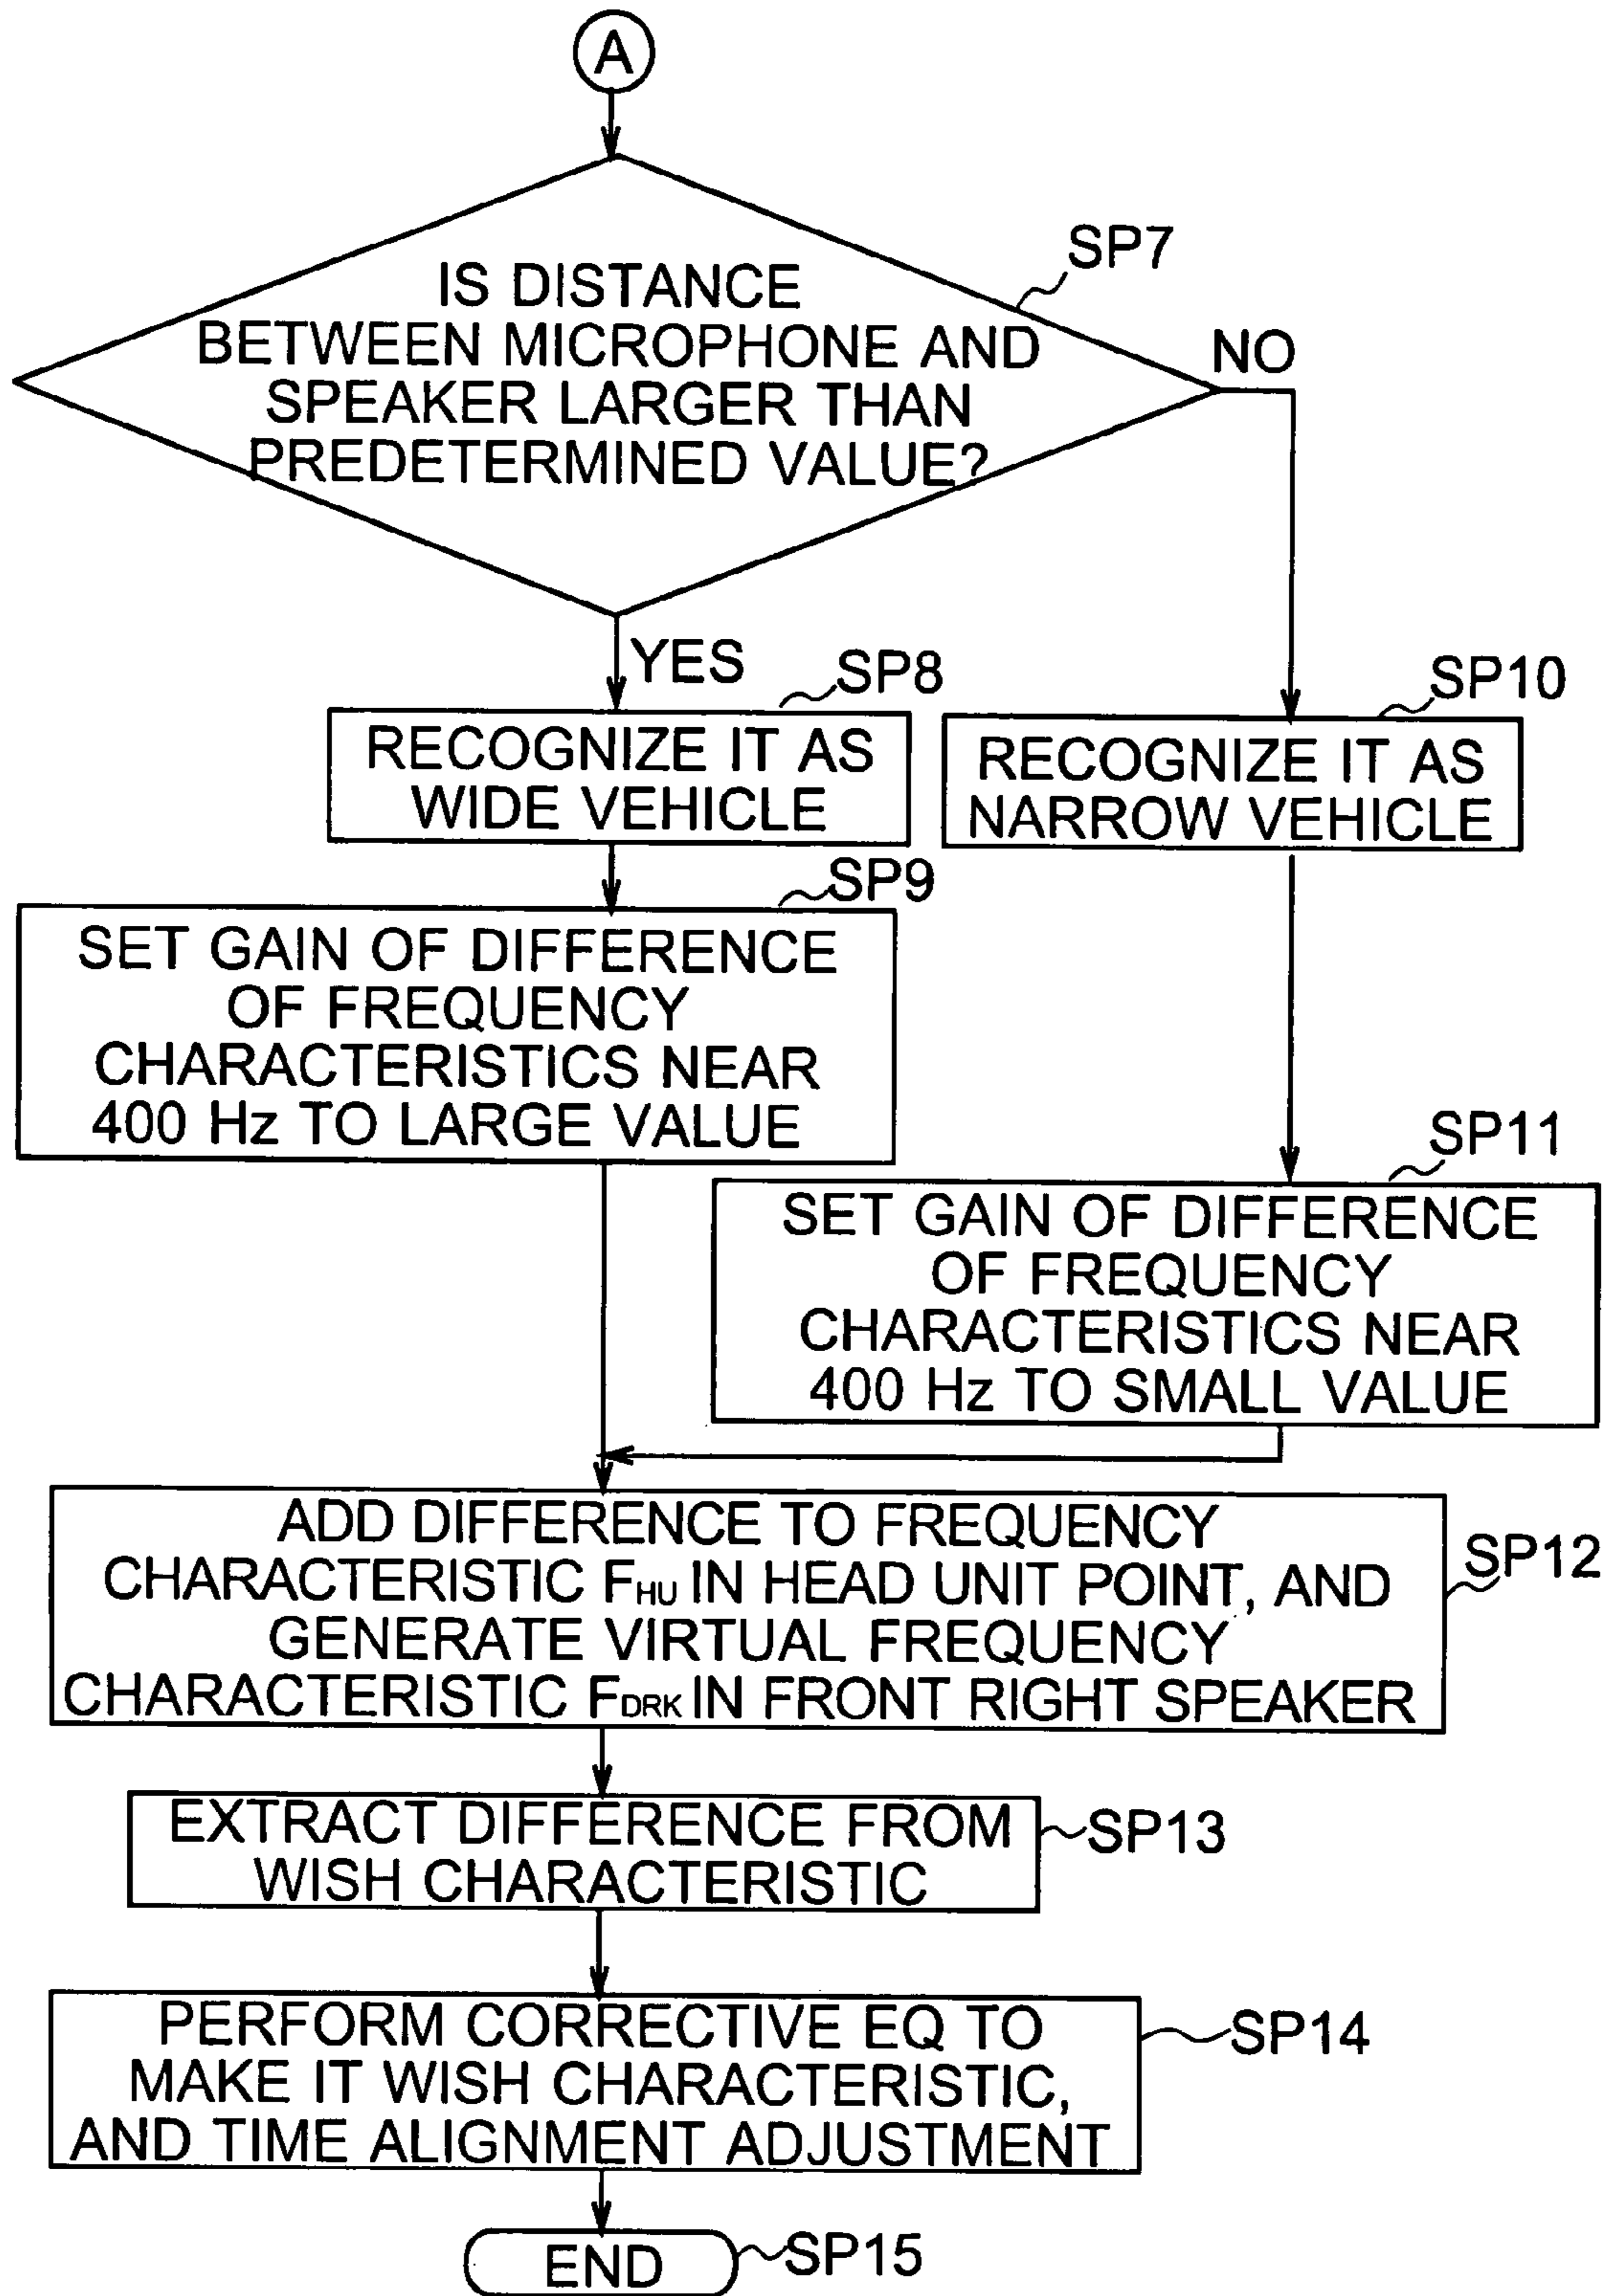 A
SP7
IS DISTANCE
BETWEEN MICROPHONE AND
SPEAKER LARGER THAN
PREDETERMINED VALUE?
NO
YES
SP8
RECOGNIZE IT AS
WIDE VEHICLE
SP10
RECOGNIZE IT AS
NARROW VEHICLE
SP9
SET GAIN OF DIFFERENCE
OF FREQUENCY
CHARACTERISTICS NEAR
400 Hz TO LARGE VALUE
SP11
SET GAIN OF DIFFERENCE
OF FREQUENCY
CHARACTERISTICS NEAR
400 Hz TO SMALL VALUE
ADD DIFFERENCE TO FREQUENCY
CHARACTERISTIC FHU IN HEAD UNIT POINT, AND
GENERATE VIRTUAL FREQUENCY
CHARACTERISTIC FDRK IN FRONT RIGHT SPEAKER
SP12
EXTRACT DIFFERENCE FROM
WISH CHARACTERISTIC
SP13
PERFORM CORRECTIVE EQ TO
MAKE IT WISH CHARACTERISTIC,
AND TIME ALIGNMENT ADJUSTMENT
SP14
END
SP15